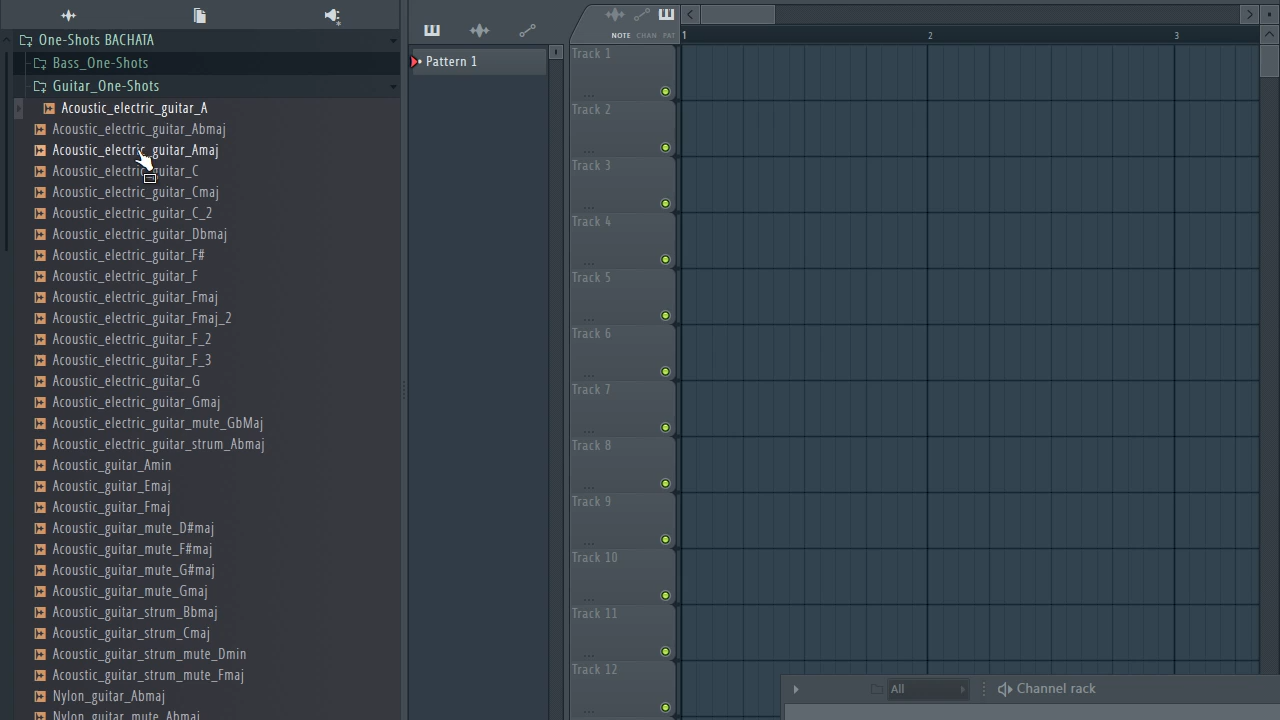 One-Shots BACHATA
Bass_One-Shots
Guitar_One-Shots
Acoustic_electric_guitar_A
Acoustic_electric_guitar_Abmaj
Acoustic_electric_guitar_Amaj
Acoustic_electric_guitar_C
Acoustic_electric_guitar_Cmaj
Acoustic_electric_guitar_C_2
Acoustic_electric_guitar_Dbmaj
Acoustic_electric_guitar_F#
Acoustic_electric_guitar_F
Acoustic_electric_guitar_Fmaj
Acoustic_electric_guitar_Fmaj_2
Acoustic_electric_guitar_F_2
Acoustic_electric_guitar_F_3
Acoustic_electric_guitar_G
Acoustic_electric_guitar_Gmaj
Acoustic_electric_guitar_mute_GbMaj
Acoustic_electric_guitar_strum_Abmaj
Acoustic_guitar_Amin
Acoustic_guitar_Emaj
Acoustic_guitar_Fmaj
Acoustic_guitar_mute_D#maj
Acoustic_guitar_mute_F#maj
Acoustic_guitar_mute_G#maj
Acoustic_guitar_mute_Gmaj
Acoustic_guitar_strum_Bbmaj
Acoustic_guitar_strum_Cmaj
Acoustic_guitar_strum_mute_Dmin
Acoustic_guitar_strum_mute_Fmaj
Nylon_guitar_Abmaj
Nylon_guitar_mute_Abmaj
Pattern 1
NOTE CHAN PAT
1 2 3
Track 1
...
Track 2
...
Track 3
...
Track 4
...
Track 5
...
Track 6
...
Track 7
...
Track 8
...
Track 9
...
Track 10
...
Track 11
...
Track 12
...
All
Channel rack